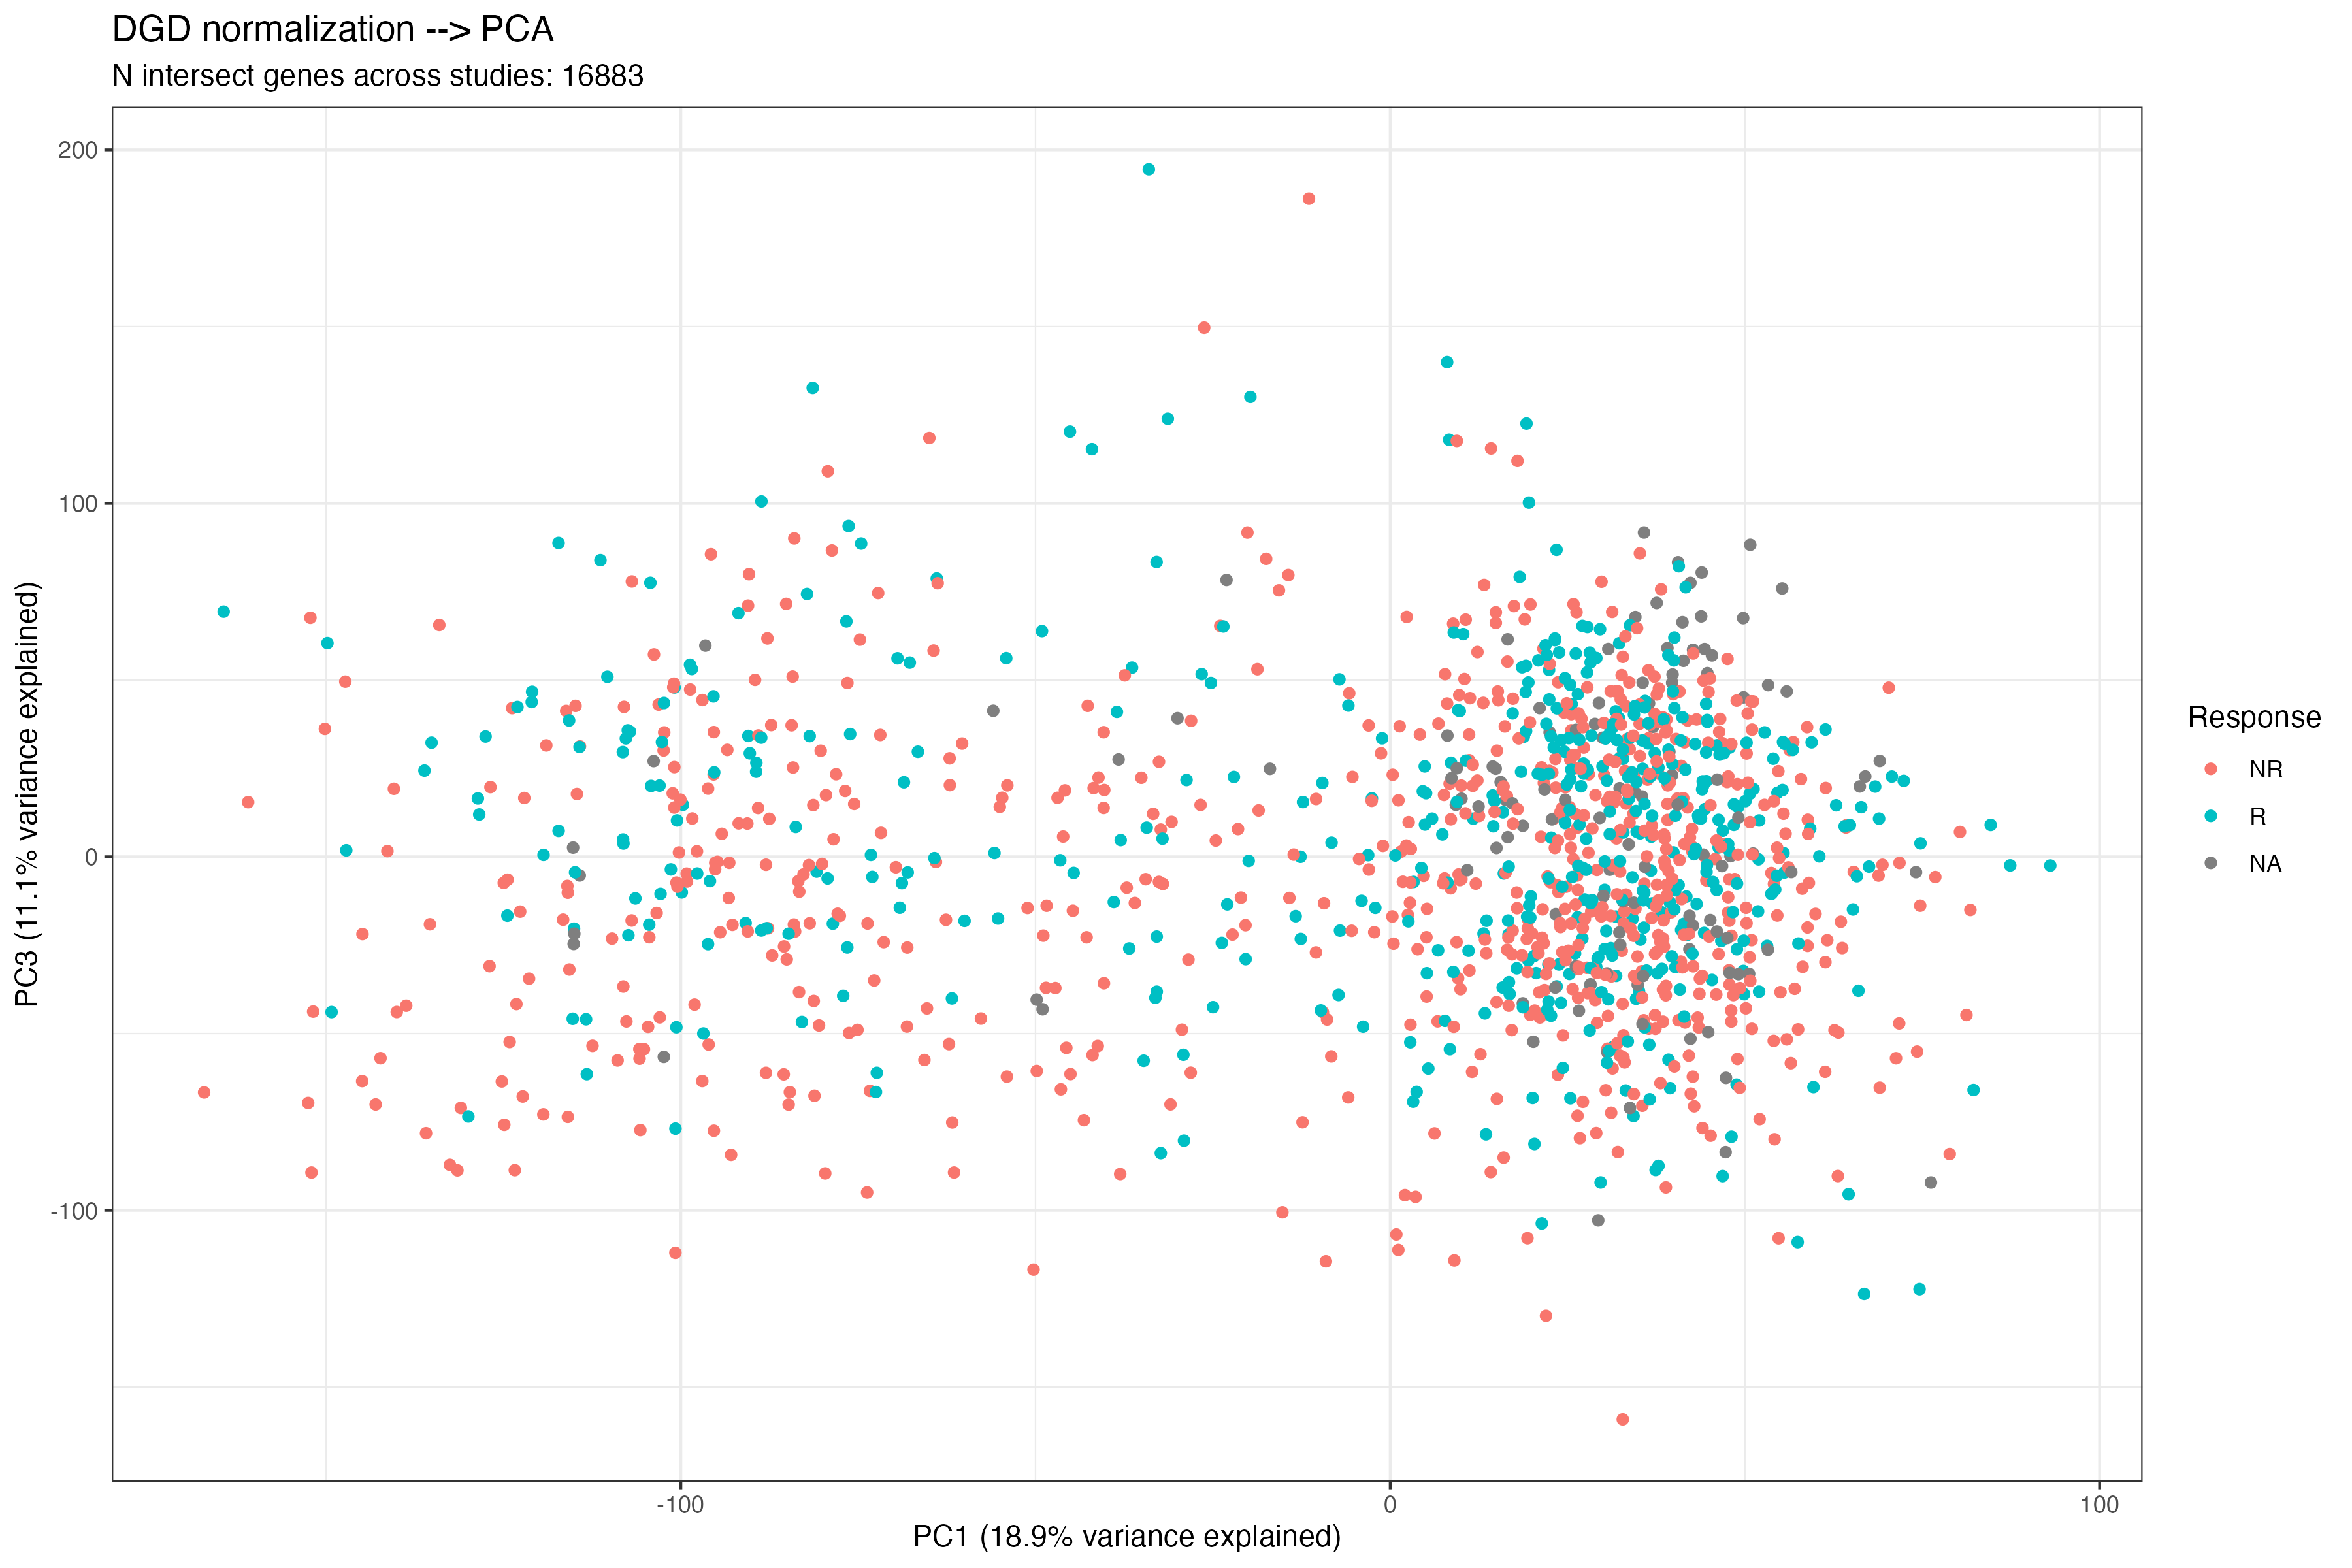 DGD normalization --> PCA
N intersect genes across studies: 16883
200
100
0
-100
PC3 (11.1% variance explained)
-100
0
100
PC1 (18.9% variance explained)
Response
NR
R
NA